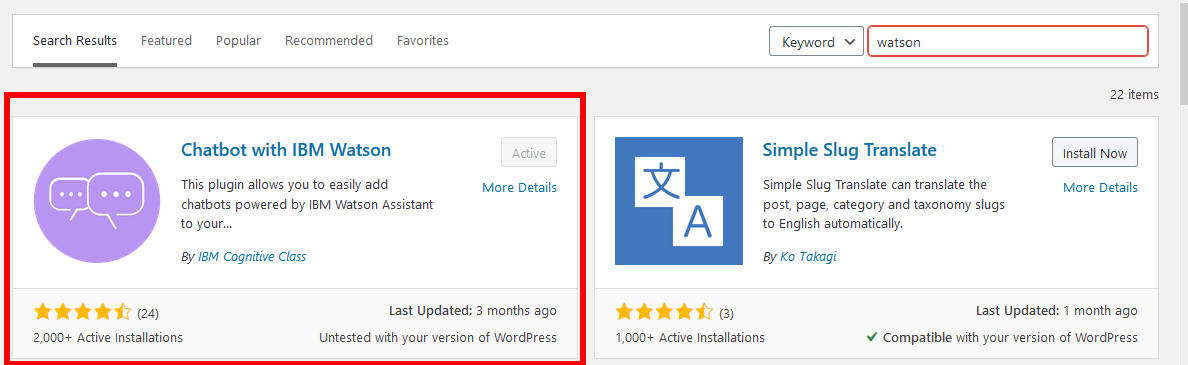 Search Results Featured Popular Recommended Favorites Keyword watson
22 items
Chatbot with IBM Watson
Active
More Details
This plugin allows you to easily add
chatbots powered by IBM Watson Assistant
to your...
By IBM Cognitive Class
(24)
Last Updated: 3 months ago
2,000+ Active Installations
Untested with your version of WordPress
Simple Slug Translate
Install Now
More Details
Simple Slug Translate can translate the
post, page, category and taxonomy slugs
to English automatically.
文
A
By Ko Takagi
(3)
Last Updated: 1 month ago
1,000+ Active Installations
Compatible with your version of WordPress